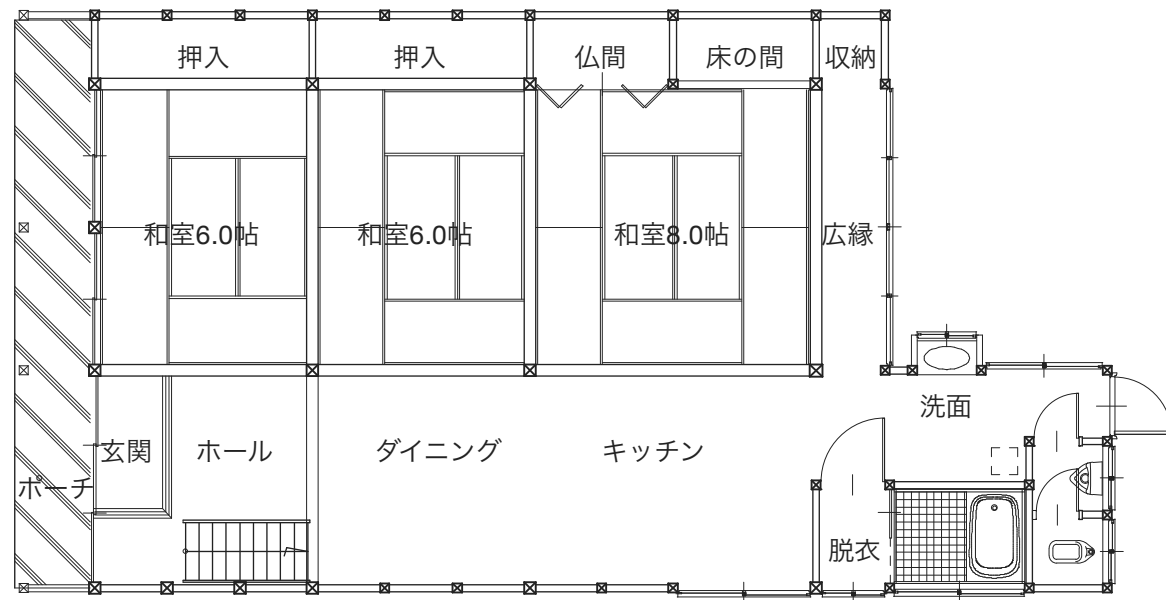 押入
押入
仏間
床の間
収納
和室6.0帖
和室6.0帖
和室8.0帖
広縁
洗面
玄関
ホール
ダイニング
キッチン
ポーチ
脱衣